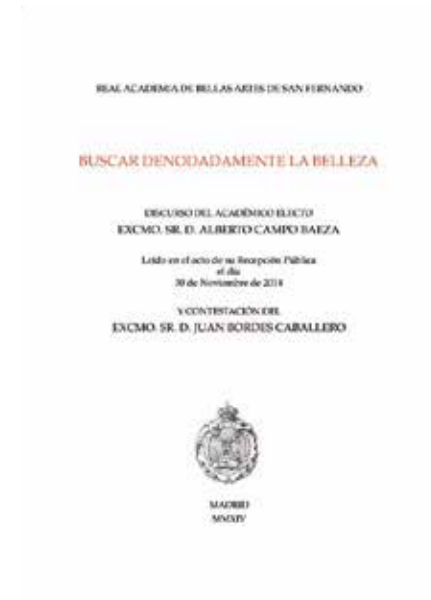 REAL ACADEMIA DE BELLAS ARTES DE SAN FERNANDO
BUSCAR DENODADAMENTE LA BELLEZA
DISCURSO DEL ACADÉMICO ELECTO
EXCMO. SR. D. ALBERTO CAMPO BAEZA
Leído en el acto de su Recepción Pública
el día
30 de Noviembre de 2014
Y CONTESTACIÓN DEL
EXCMO. SR. D. JUAN BORDES CABALLERO
MADRID
MMXIV